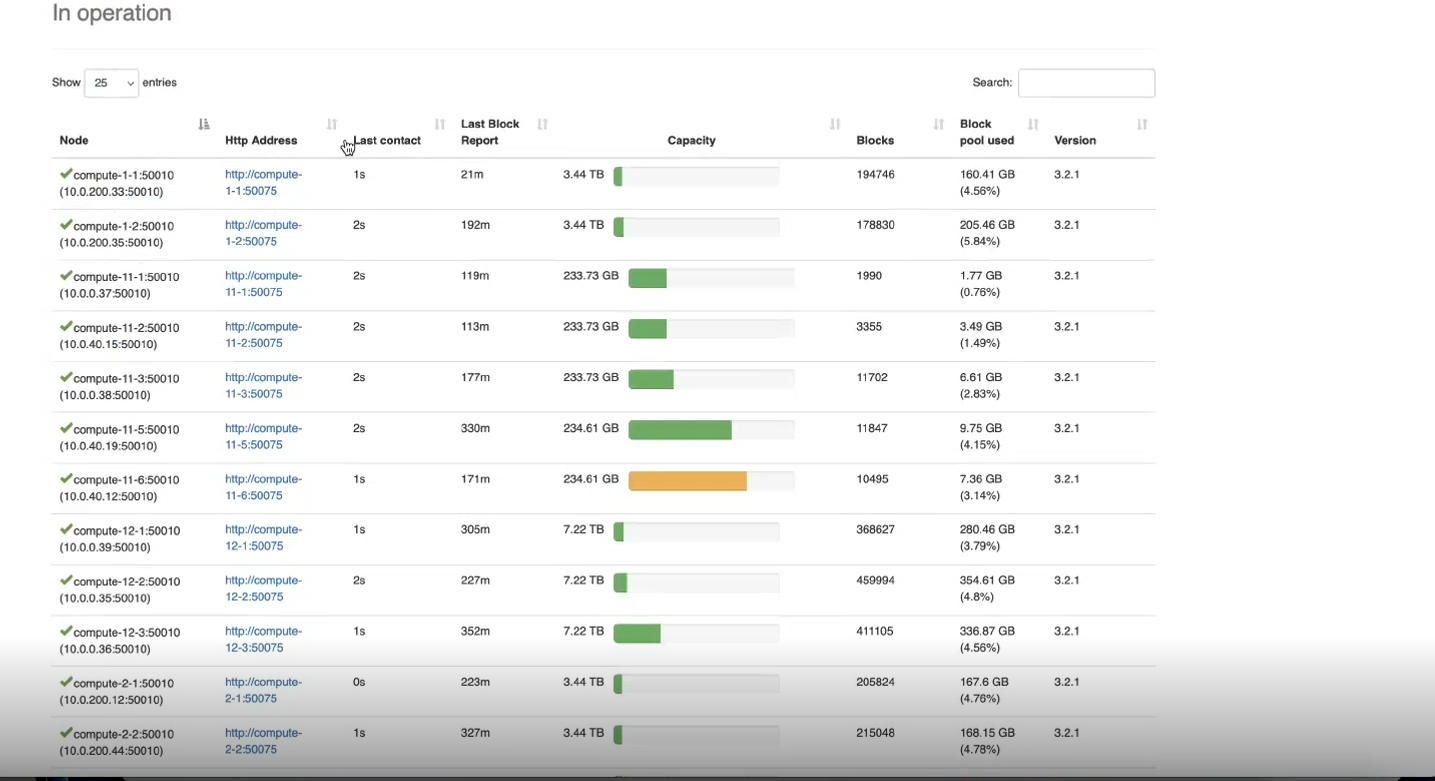 In operation
Show 25 entries Search:
Node Http Address Last contact Last Block Report Capacity Blocks Block pool used Version
compute-1-1:50010 (10.0.200.33:50010) http://compute-1-1:50075 1s 21m 3.44 TB 194746 160.41 GB (4.56%) 3.2.1
compute-1-2:50010 (10.0.200.35:50010) http://compute-1-2:50075 2s 192m 3.44 TB 178830 205.46 GB (5.84%) 3.2.1
compute-11-1:50010 (10.0.0.37:50010) http://compute-11-1:50075 2s 119m 233.73 GB 1990 1.77 GB (0.76%) 3.2.1
compute-11-2:50010 (10.0.40.15:50010) http://compute-11-2:50075 2s 113m 233.73 GB 3355 3.49 GB (1.49%) 3.2.1
compute-11-3:50010 (10.0.0.38:50010) http://compute-11-3:50075 2s 177m 233.73 GB 11702 6.61 GB (2.83%) 3.2.1
compute-11-5:50010 (10.0.40.19:50010) http://compute-11-5:50075 2s 330m 234.61 GB 11847 9.75 GB (4.15%) 3.2.1
compute-11-6:50010 (10.0.40.12:50010) http://compute-11-6:50075 1s 171m 234.61 GB 10495 7.36 GB (3.14%) 3.2.1
compute-12-1:50010 (10.0.0.39:50010) http://compute-12-1:50075 1s 305m 7.22 TB 368627 280.46 GB (3.79%) 3.2.1
compute-12-2:50010 (10.0.0.35:50010) http://compute-12-2:50075 2s 227m 7.22 TB 459994 354.61 GB (4.8%) 3.2.1
compute-12-3:50010 (10.0.0.36:50010) http://compute-12-3:50075 1s 352m 7.22 TB 411105 336.87 GB (4.56%) 3.2.1
compute-2-1:50010 (10.0.200.12:50010) http://compute-2-1:50075 0s 223m 3.44 TB 205824 167.6 GB (4.76%) 3.2.1
compute-2-2:50010 (10.0.200.44:50010) http://compute-2-2:50075 1s 327m 3.44 TB 215048 168.15 GB (4.78%) 3.2.1